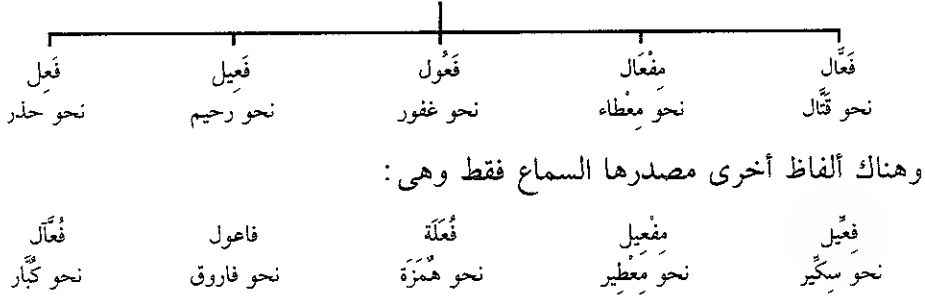 فَعَّال مِفْعَال فَعُول فَعِيل فَعِل
نحو قَتَّال نحو مِعْطاء نحو غفور نحو رحيم نحو حذر
وهناك ألفاظ أخرى مصدرها السماع فقط وهى :
فِعِّيل مِفْعِيل فُعَلَة فاعول فُعَّآل
نحو سِكِّير نحو مِعْطِير نحو هُمَزَة نحو فاروق نحو كُبَّار